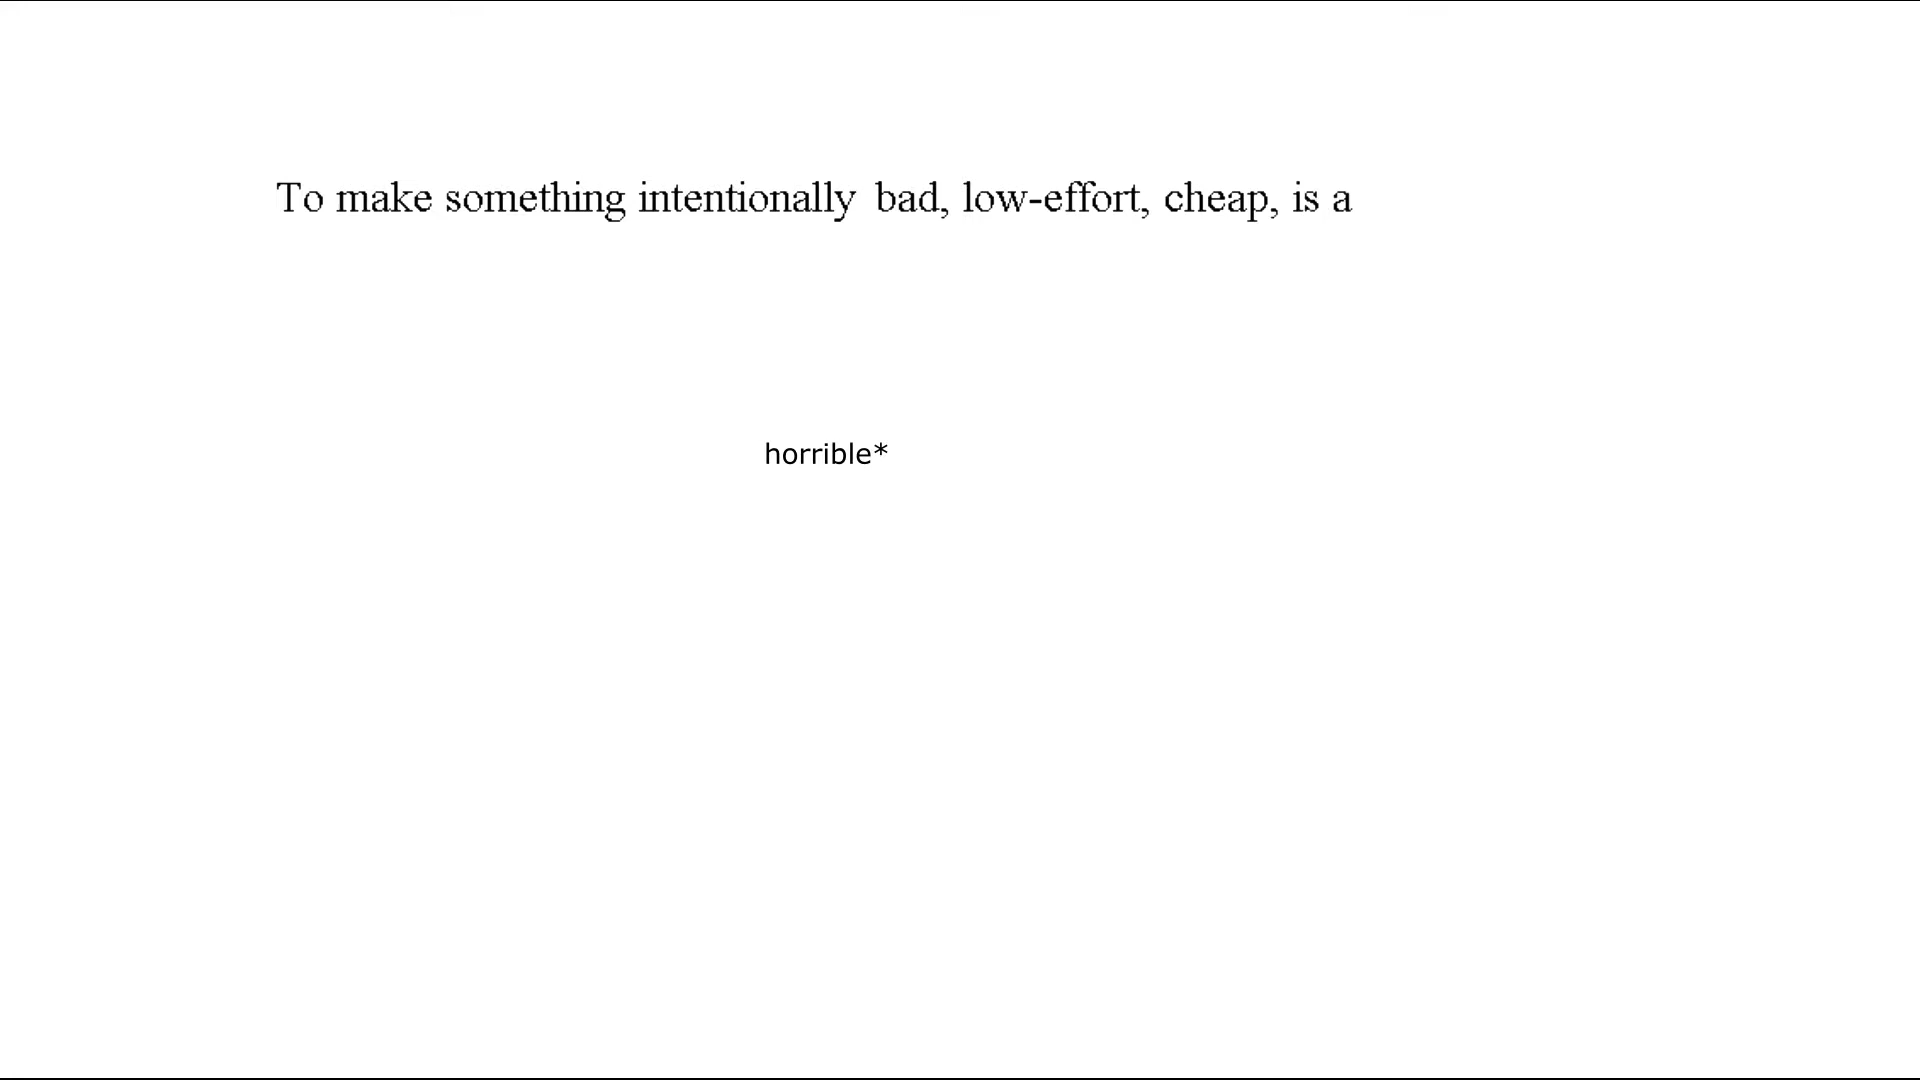 To make something intentionally bad, low-effort, cheap, is a
horrible*